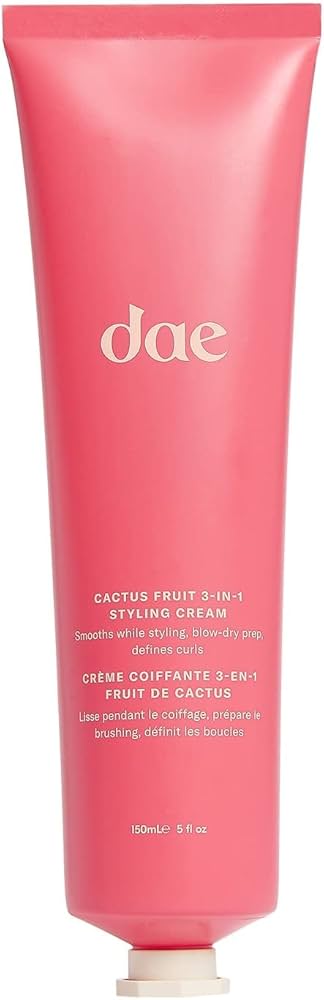 dae
CACTUS FRUIT 3-IN-1
STYLING CREAM
Smooths while styling, blow-dry prep,
defines curls
CRÈME COIFFANTE 3-EN-1
FRUIT DE CACTUS
Lisse pendant le coiffage, prépare le
brushing, définit les boucles
150mL℮ 5 fl oz